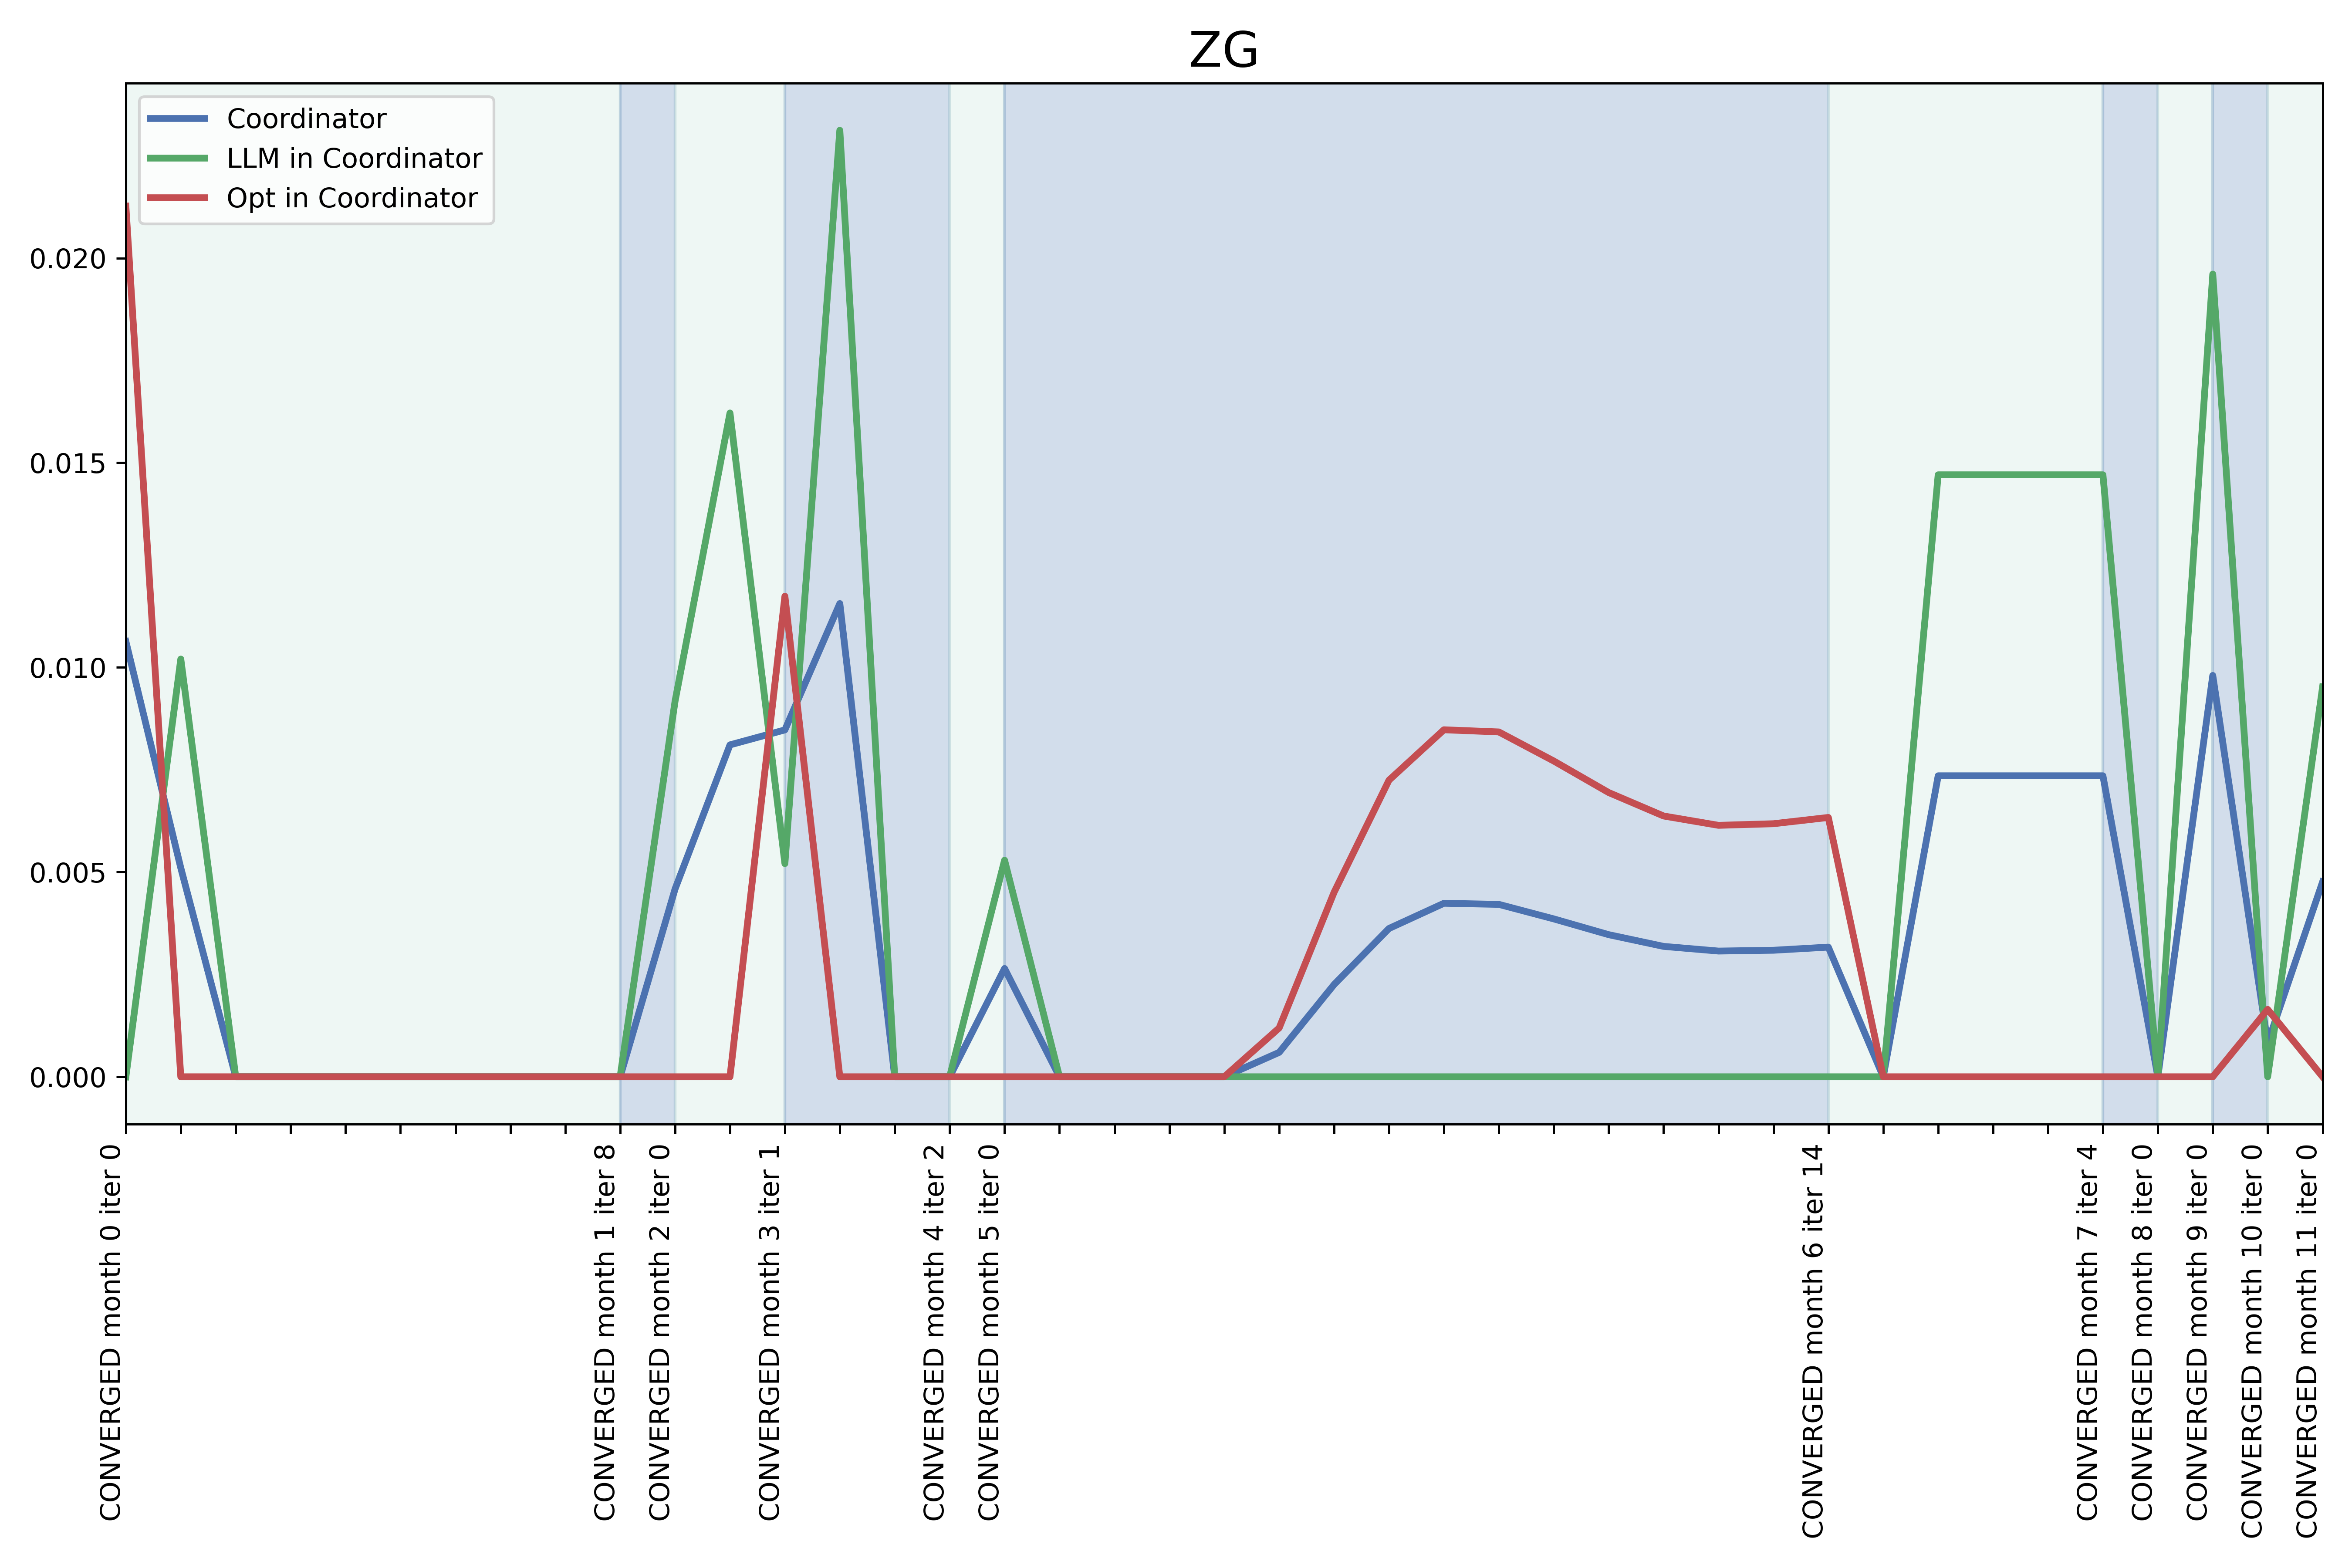 ZG
Coordinator
LLM in Coordinator
Opt in Coordinator
0.020
0.015
0.010
0.005
0.000
CONVERGED month 0 iter 0
CONVERGED month 1 iter 8
CONVERGED month 2 iter 0
CONVERGED month 3 iter 1
CONVERGED month 4 iter 2
CONVERGED month 5 iter 0
CONVERGED month 6 iter 14
CONVERGED month 7 iter 4
CONVERGED month 8 iter 0
CONVERGED month 9 iter 0
CONVERGED month 10 iter 0
CONVERGED month 11 iter 0